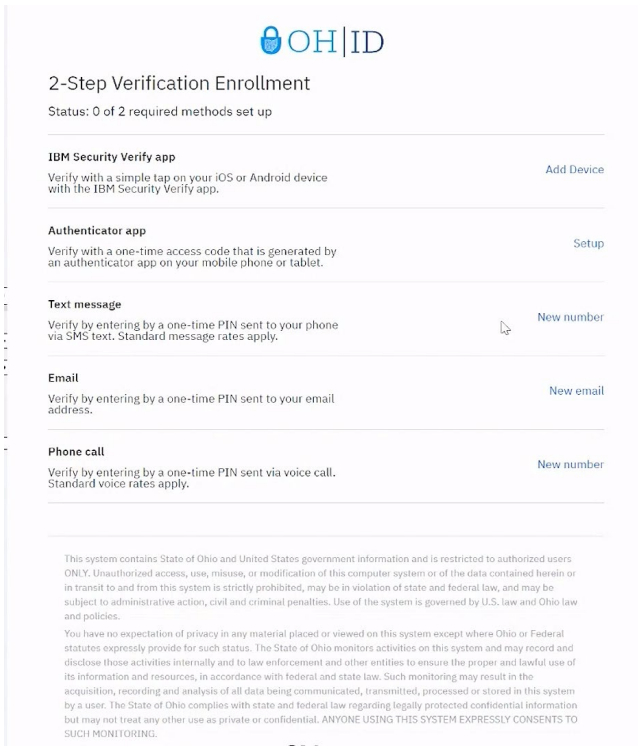 OH|ID
2-Step Verification Enrollment
Status: 0 of 2 required methods set up
IBM Security Verify app
Verify with a simple tap on your iOS or Android device
with the IBM Security Verify app.
Add Device
Authenticator app
Verify with a one-time access code that is generated by
an authenticator app on your mobile phone or tablet.
Setup
Text message
Verify by entering by a one-time PIN sent to your phone
via SMS text. Standard message rates apply.
New number
Email
Verify by entering by a one-time PIN sent to your email
address.
New email
Phone call
Verify by entering by a one-time PIN sent via voice call.
Standard voice rates apply.
New number
This system contains State of Ohio and United States government information and is restricted to authorized users
ONLY. Unauthorized access, use, misuse, or modification of this computer system or of the data contained herein or
in transit to and from this system is strictly prohibited, may be in violation of state and federal law, and may be
subject to administrative action, civil and criminal penalties. Use of the system is governed by U.S. law and Ohio law
and policies.
You have no expectation of privacy in any material placed or viewed on this system except where Ohio or Federal
statutes expressly provide for such status. The State of Ohio monitors activities on this system and may record and
disclose those activities internally and to law enforcement and other entities to ensure the proper and lawful use of
its information and resources, in accordance with federal and state law. Such monitoring may result in the
acquisition, recording and analysis of all data being communicated, transmitted, processed or stored in this system
by a user. The State of Ohio complies with state and federal law regarding legally protected confidential information
but may not treat any other use as private or confidential. ANYONE USING THIS SYSTEM EXPRESSLY CONSENTS TO
SUCH MONITORING.